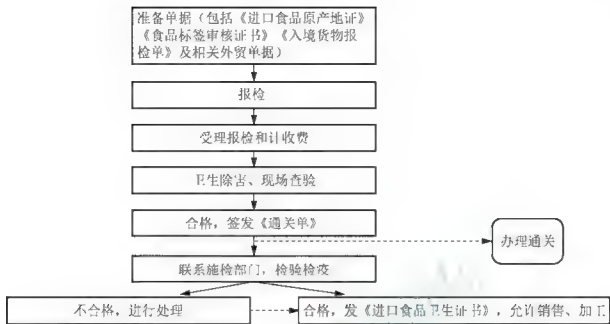 准备单据（包括《进口食品原产地证》
《食品标签审核证书》《入境货物报
检单》及相关外贸单据）
报检
受理报检和计收费
卫生除害、现场查验
合格，签发《通关单》
办理通关
联系施检部门，检验检疫
不合格，进行处理
合格，发《进口食品卫生证书》，允许销售、加工